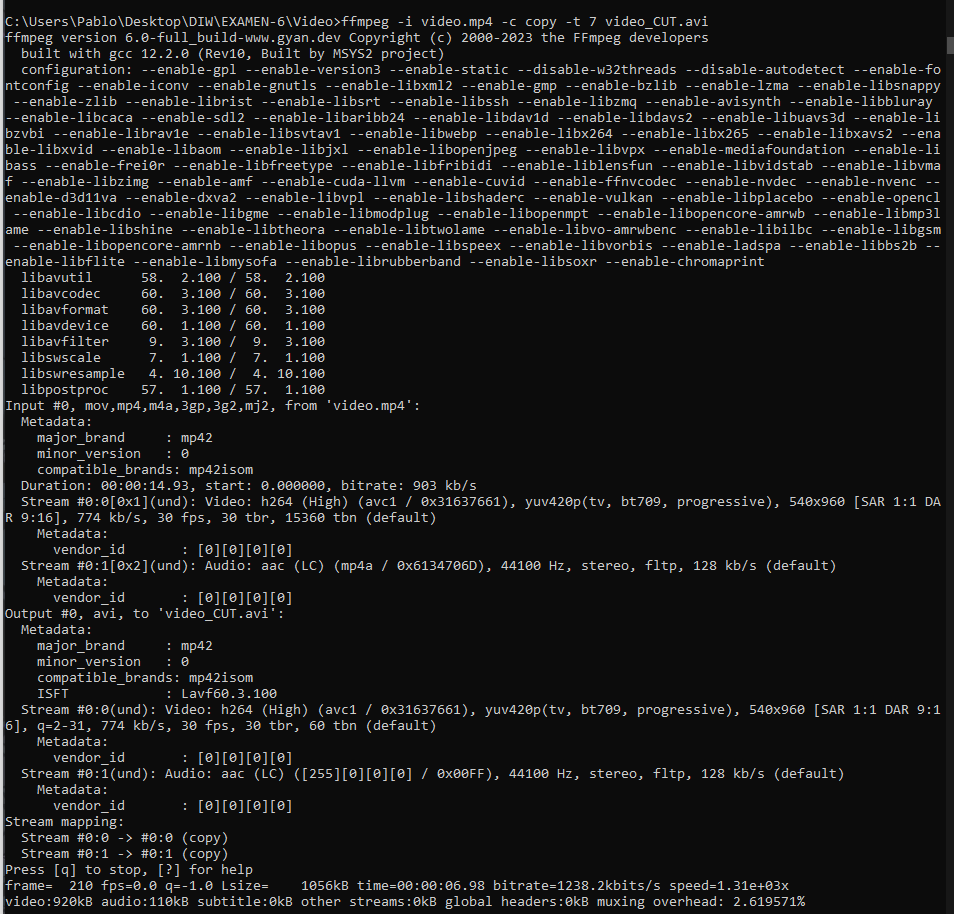 C:\Users\Pablo\Desktop\DIW\EXAMEN-6\Video>ffmpeg -i video.mp4 -c copy -t 7 video_CUT.avi
ffmpeg version 6.0-full_build-www.gyan.dev Copyright (c) 2000-2023 the FFmpeg developers
  built with gcc 12.2.0 (Rev10, Built by MSYS2 project)
  configuration: --enable-gpl --enable-version3 --enable-static --disable-w32threads --disable-autodetect --enable-fo
ntconfig --enable-iconv --enable-gnutls --enable-libxml2 --enable-gmp --enable-bzlib --enable-lzma --enable-libsnappy
 --enable-zlib --enable-librist --enable-libsrt --enable-libssh --enable-libzmq --enable-avisynth --enable-libbluray
--enable-libcaca --enable-sdl2 --enable-libaribb24 --enable-libdav1d --enable-libdavs2 --enable-libuavs3d --enable-li
bzvbi --enable-librav1e --enable-libsvtav1 --enable-libwebp --enable-libx264 --enable-libx265 --enable-libxavs2 --ena
ble-libxvid --enable-libaom --enable-libjxl --enable-libopenjpeg --enable-libvpx --enable-mediafoundation --enable-li
bass --enable-frei0r --enable-libfreetype --enable-libfribidi --enable-liblensfun --enable-libvidstab --enable-libvma
f --enable-libzimg --enable-amf --enable-cuda-llvm --enable-cuvid --enable-ffnvcodec --enable-nvdec --enable-nvenc --
enable-d3d11va --enable-dxva2 --enable-libvpl --enable-libshaderc --enable-vulkan --enable-libplacebo --enable-opencl
 --enable-libcdio --enable-libgme --enable-libmodplug --enable-libopenmpt --enable-libopencore-amrwb --enable-libmp3l
ame --enable-libshine --enable-libtheora --enable-libtwolame --enable-libvo-amrwbenc --enable-libilbc --enable-libgsm
 --enable-libopencore-amrnb --enable-libopus --enable-libspeex --enable-libvorbis --enable-ladspa --enable-libbs2b --
enable-libflite --enable-libmysofa --enable-librubberband --enable-libsoxr --enable-chromaprint
  libavutil      58.  2.100 / 58.  2.100
  libavcodec     60.  3.100 / 60.  3.100
  libavformat    60.  3.100 / 60.  3.100
  libavdevice    60.  1.100 / 60.  1.100
  libavfilter     9.  3.100 /  9.  3.100
  libswscale      7.  1.100 /  7.  1.100
  libswresample   4. 10.100 /  4. 10.100
  libpostproc    57.  1.100 / 57.  1.100
Input #0, mov,mp4,m4a,3gp,3g2,mj2, from 'video.mp4':
  Metadata:
    major_brand     : mp42
    minor_version   : 0
    compatible_brands: mp42isom
  Duration: 00:00:14.93, start: 0.000000, bitrate: 903 kb/s
  Stream #0:0[0x1](und): Video: h264 (High) (avc1 / 0x31637661), yuv420p(tv, bt709, progressive), 540x960 [SAR 1:1 DA
R 9:16], 774 kb/s, 30 fps, 30 tbr, 15360 tbn (default)
    Metadata:
      vendor_id       : [0][0][0][0]
  Stream #0:1[0x2](und): Audio: aac (LC) (mp4a / 0x6134706D), 44100 Hz, stereo, fltp, 128 kb/s (default)
    Metadata:
      vendor_id       : [0][0][0][0]
Output #0, avi, to 'video_CUT.avi':
  Metadata:
    major_brand     : mp42
    minor_version   : 0
    compatible_brands: mp42isom
    ISFT            : Lavf60.3.100
  Stream #0:0(und): Video: h264 (High) (avc1 / 0x31637661), yuv420p(tv, bt709, progressive), 540x960 [SAR 1:1 DAR 9:1
6], q=2-31, 774 kb/s, 30 fps, 30 tbr, 60 tbn (default)
    Metadata:
      vendor_id       : [0][0][0][0]
  Stream #0:1(und): Audio: aac (LC) ([255][0][0][0] / 0x00FF), 44100 Hz, stereo, fltp, 128 kb/s (default)
    Metadata:
      vendor_id       : [0][0][0][0]
Stream mapping:
  Stream #0:0 -> #0:0 (copy)
  Stream #0:1 -> #0:1 (copy)
Press [q] to stop, [?] for help
frame=  210 fps=0.0 q=-1.0 Lsize=    1056kB time=00:00:06.98 bitrate=1238.2kbits/s speed=1.31e+03x
video:920kB audio:110kB subtitle:0kB other streams:0kB global headers:0kB muxing overhead: 2.619571%